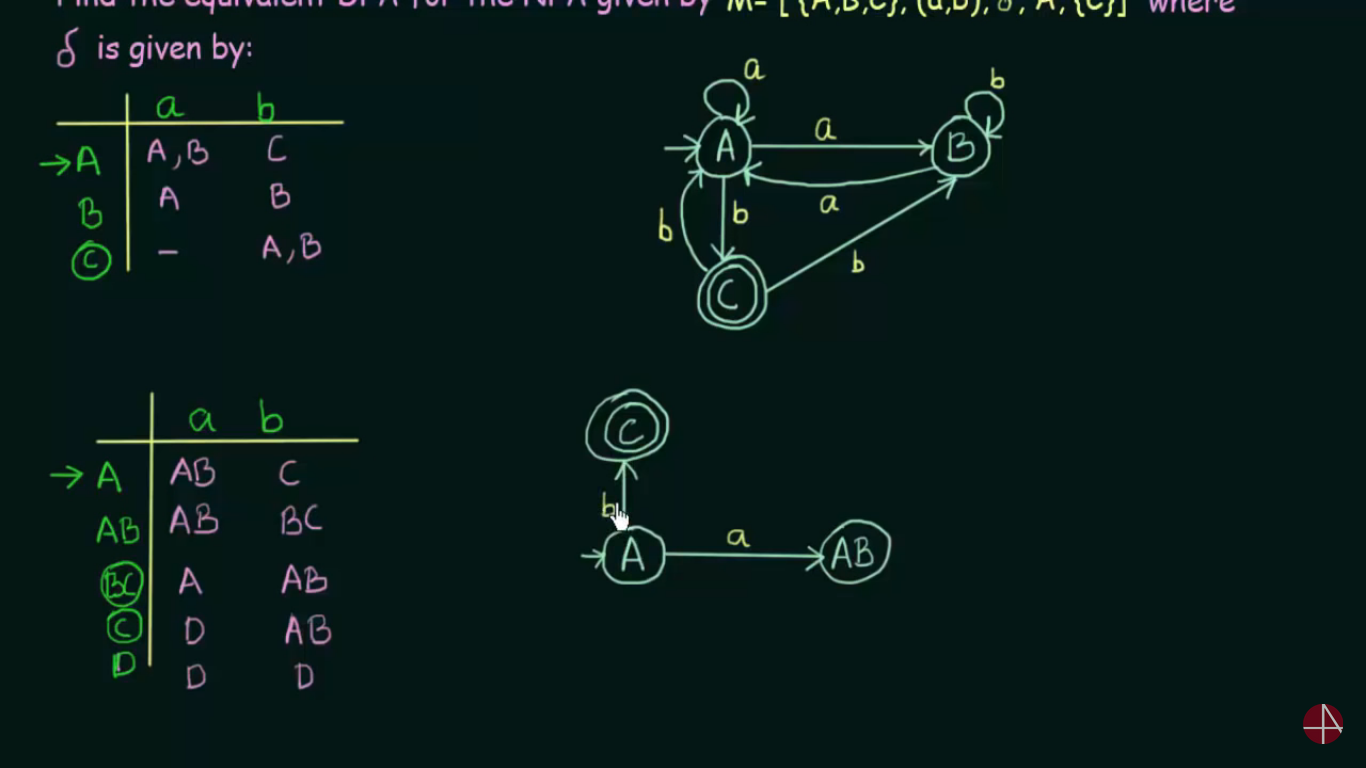 Find the equivalent DFA for the NFA given by M= [ {A,B,C}, (a,b), δ, A, {C}] where
δ is given by:
a b
→ A A,B C
B A B
C – A,B
a
b
A a B
a
b b
b
C
a b
→ A AB C
AB AB BC
BC A AB
C D AB
D D D
C
b
A a AB